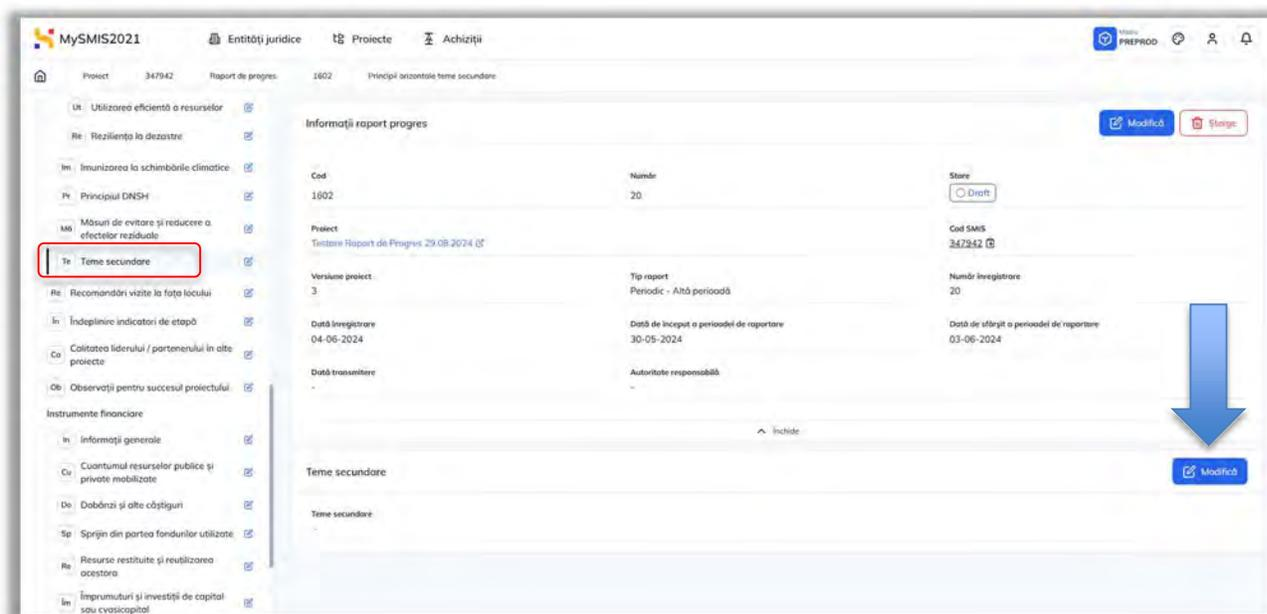 MySMIS2021
Entități juridice
Proiecte
Achiziții
Mediu
PREPROD
Proiect
347942
Raport de progres
1602
Principii orizontale teme secundare
Ut Utilizarea eficientă a resurselor
Re Reziliența la dezastre
Im Imunizarea la schimbările climatice
Pr Principiul DNSH
Mă Măsuri de evitare și reducere a
efectelor reziduale
Te Teme secundare
Re Recomandări vizite la fața locului
În Îndeplinire indicatori de etapă
Ca Calitatea liderului / partenerului în alte
proiecte
Ob Observații pentru succesul proiectului
Instrumente financiare
In Informații generale
Cu Cuantumul resurselor publice și
private mobilizate
Do Dobânzi și alte câștiguri
Sp Sprijin din partea fondurilor utilizate
Re Resurse restituite și reutilizarea
acestora
Îm Împrumuturi și investiții de capital
sau cvasicapital
Informații raport progres
Modifică
Șterge
Cod
1602
Număr
20
Stare
Draft
Proiect
Testare Raport de Progres 29.08.2024
Cod SMIS
347942
Versiune proiect
3
Tip raport
Periodic - Altă perioadă
Număr înregistrare
20
Dată înregistrare
04-06-2024
Dată de început a perioadei de raportare
30-05-2024
Dată de sfârșit a perioadei de raportare
03-06-2024
Dată transmitere
-
Autoritate responsabilă
-
Închide
Teme secundare
Modifică
Teme secundare
-